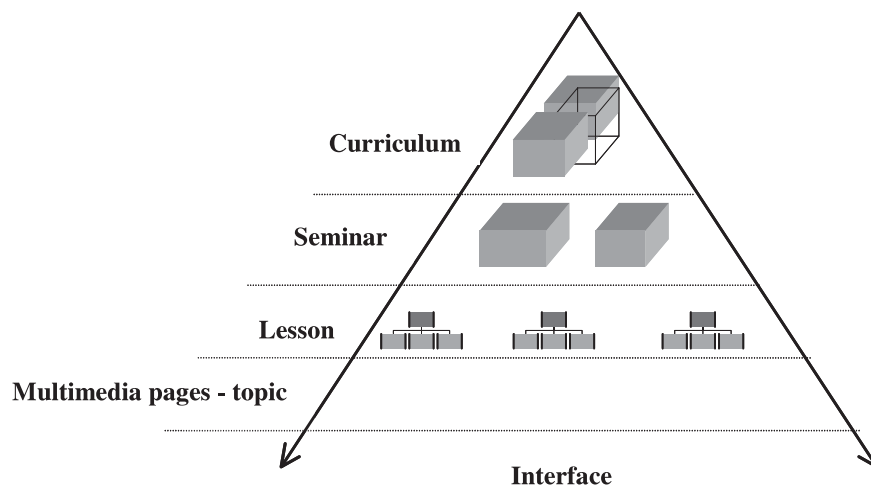 Curriculum
Seminar
Lesson
Multimedia pages - topic
Interface